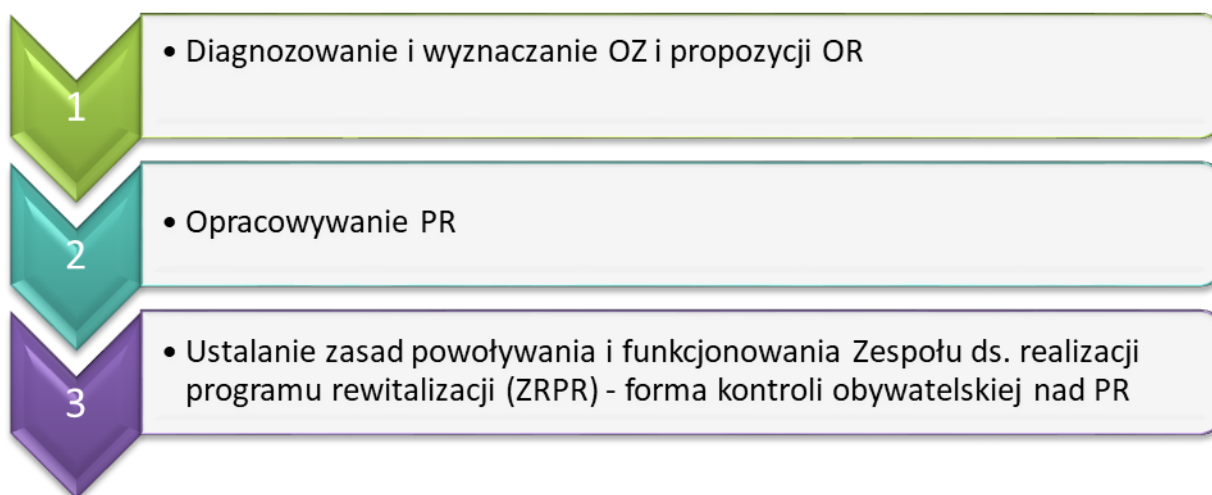 1
• Diagnozowanie i wyznaczanie OZ i propozycji OR
2
• Opracowywanie PR
3
• Ustalanie zasad powoływania i funkcjonowania Zespołu ds. realizacji
programu rewitalizacji (ZRPR) - forma kontroli obywatelskiej nad PR